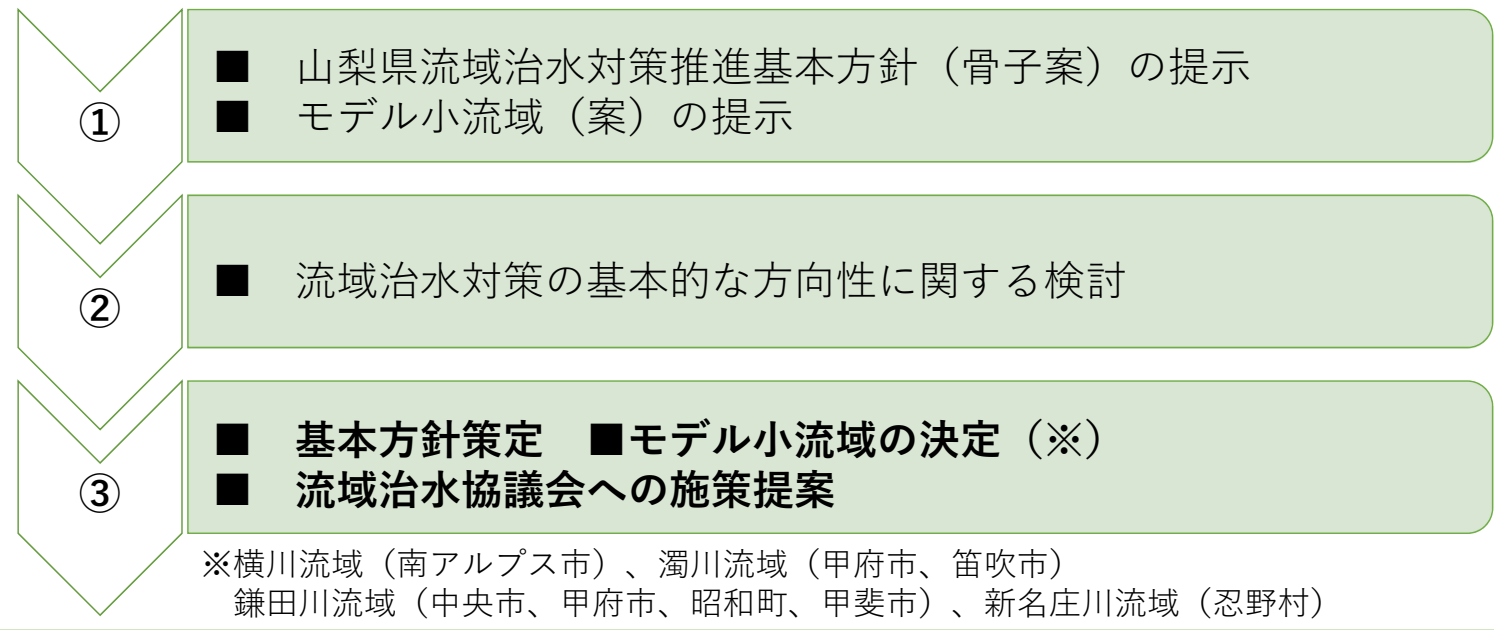 ■ 山梨県流域治水対策推進基本方針（骨子案）の提示
■ モデル小流域（案）の提示
①
■ 流域治水対策の基本的な方向性に関する検討
②
■ 基本方針策定 ■モデル小流域の決定（※）
■ 流域治水協議会への施策提案
③
※横川流域（南アルプス市）、濁川流域（甲府市、笛吹市）
鎌田川流域（中央市、甲府市、昭和町、甲斐市）、新名庄川流域（忍野村）